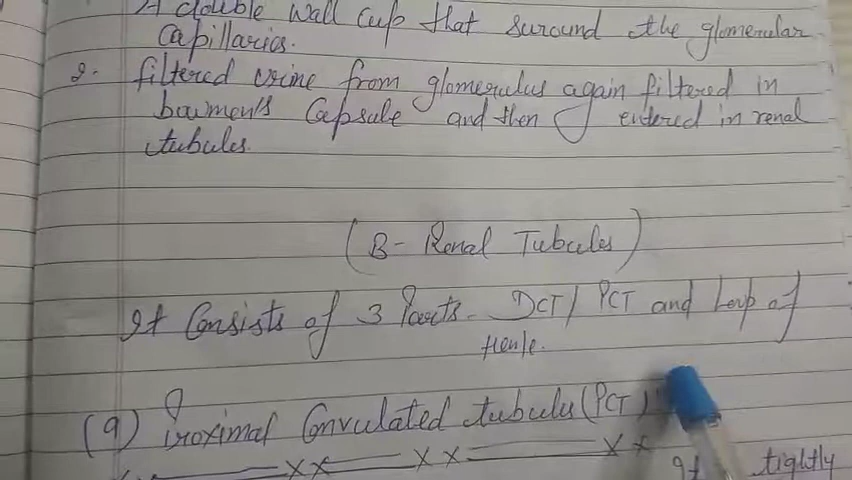 A double wall cup that suround the glomerular
capillaries.
2. filtered urine from glomerulus again filtered in
bowmen's Capsule and then entered in renal
tubules.
(B- Renal Tubules)
It Consists of 3 Parts- DCT/ PCT and Loop of
Henle.
(a) Proximal Convulated tubulu (PCT)
It tightly